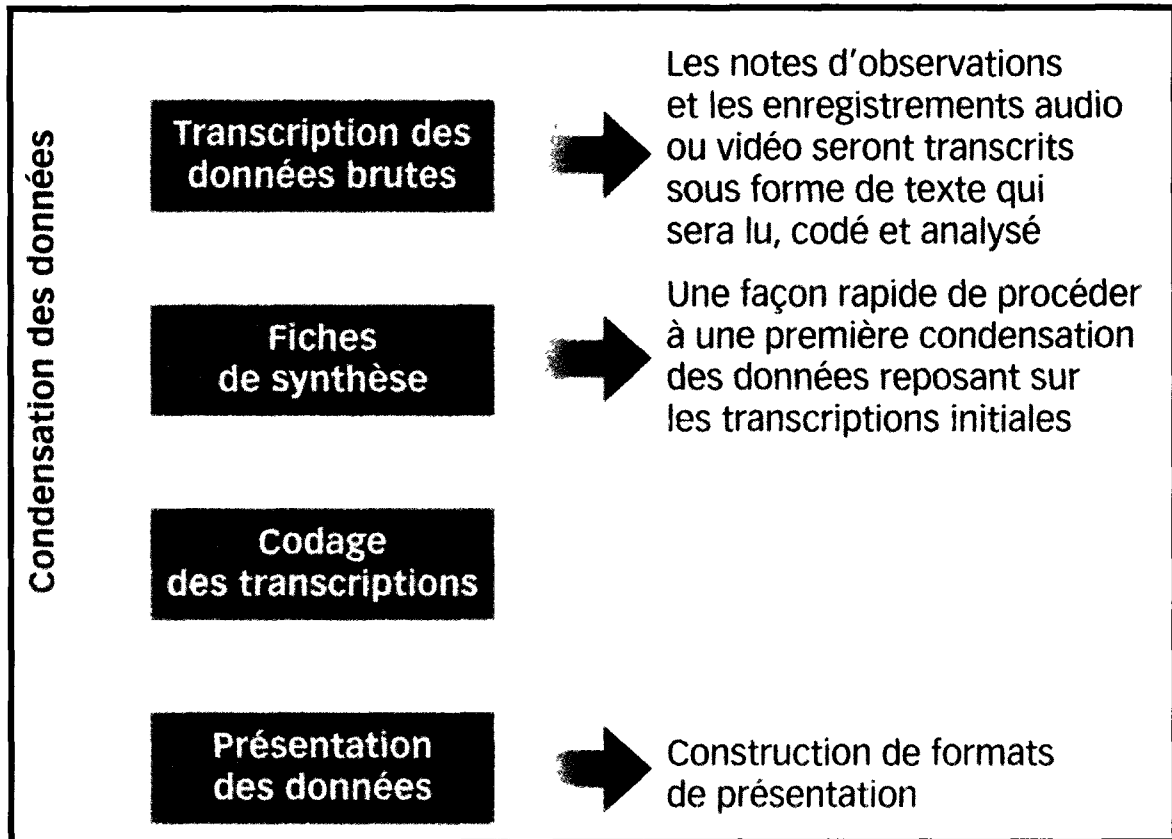 Condensation des données
Transcription des
données brutes
Les notes d'observations
et les enregistrements audio
ou vidéo seront transcrits
sous forme de texte qui
sera lu, codé et analysé
Fiches
de synthèse
Une façon rapide de procéder
à une première condensation
des données reposant sur
les transcriptions initiales
Codage
des transcriptions
Présentation
des données
Construction de formats
de présentation